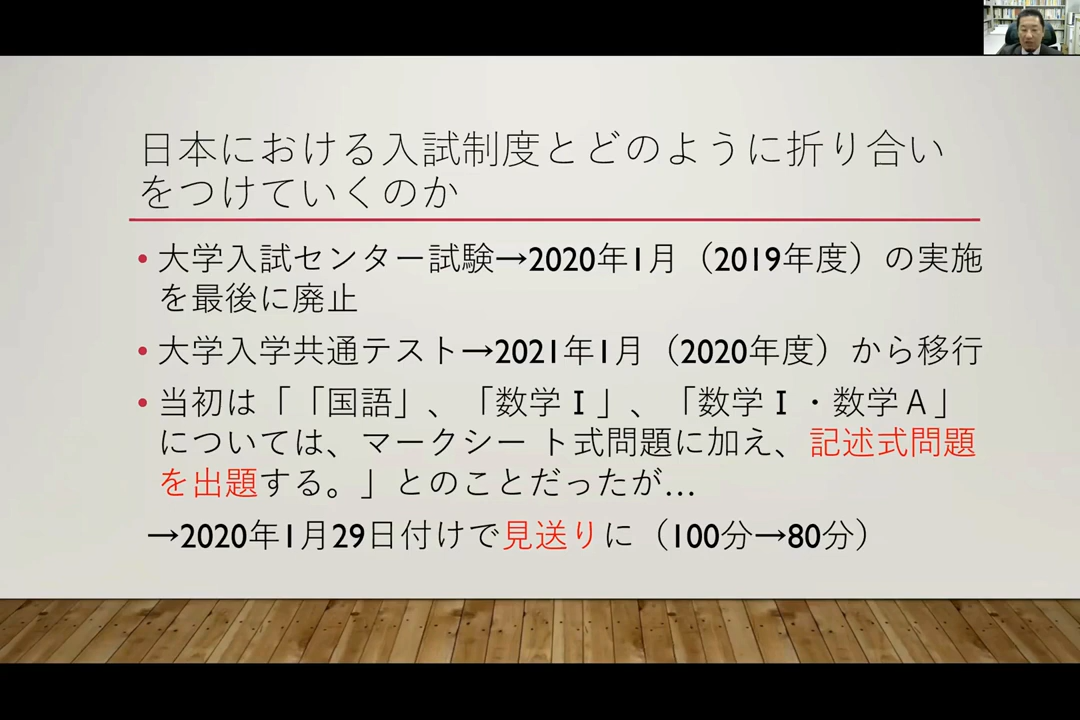 日本における入試制度とどのように折り合い
をつけていくのか
• 大学入試センター試験→2020年1月（2019年度）の実施
を最後に廃止
• 大学入学共通テスト→2021年1月（2020年度）から移行
• 当初は「「国語」、「数学Ⅰ」、「数学Ⅰ・数学Ａ」
については、マークシート式問題に加え、記述式問題
を出題する。」とのことだったが…
→2020年1月29日付けで見送りに（100分→80分）